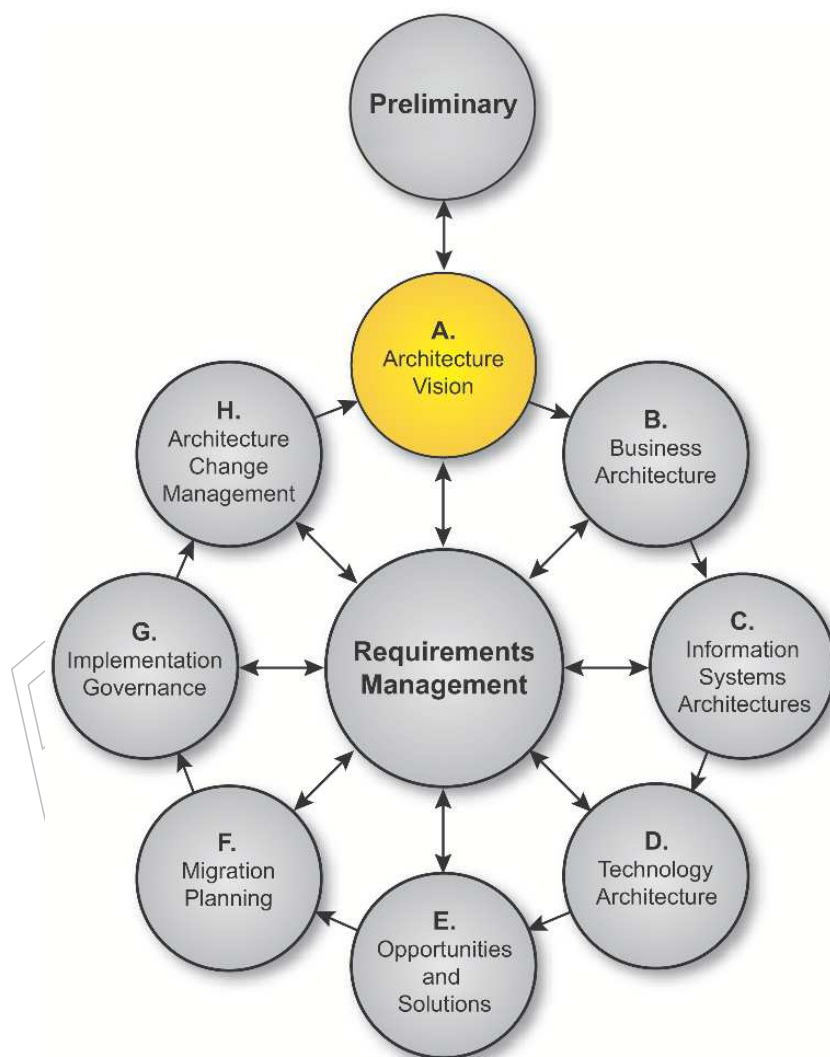 Preliminary
A.
Architecture
Vision
B.
Business
Architecture
C.
Information
Systems
Architectures
D.
Technology
Architecture
E.
Opportunities
and
Solutions
F.
Migration
Planning
G.
Implementation
Governance
H.
Architecture
Change
Management
Requirements
Management